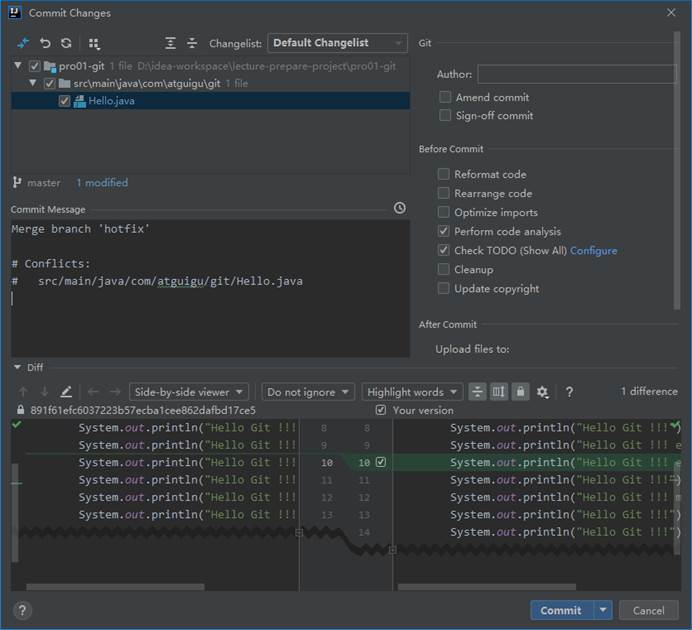 Commit Changes
Changelist: Default Changelist
pro01-git 1 file D:\idea-workspace\lecture-prepare-project\pro01-git
src\main\java\com\atguigu\git 1 file
Hello.java
master 1 modified
Commit Message
Merge branch 'hotfix'
# Conflicts:
# src/main/java/com/atguigu/git/Hello.java
Git
Author:
Amend commit
Sign-off commit
Before Commit
Reformat code
Rearrange code
Optimize imports
Perform code analysis
Check TODO (Show All) Configure
Cleanup
Update copyright
After Commit
Upload files to:
Diff
Side-by-side viewer Do not ignore Highlight words ? 1 difference
891f61efc6037223b57ecba1cee862dafbd17ce5 Your version
System.out.println("Hello Git !!! 8 8 System.out.println("Hello Git !!!")
System.out.println("Hello Git !!! 9 9 System.out.println("Hello Git !!! e
System.out.println("Hello Git !!! 10 10 System.out.println("Hello Git !!! e
System.out.println("Hello Git !!! 11 11 System.out.println("Hello Git !!!")
System.out.println("Hello Git !!! 12 12 System.out.println("Hello Git !!! m
System.out.println("Hello Git !!! 13 13 System.out.println("Hello Git !!!")
14 System.out.println("Hello Git !!!")
? Commit Cancel